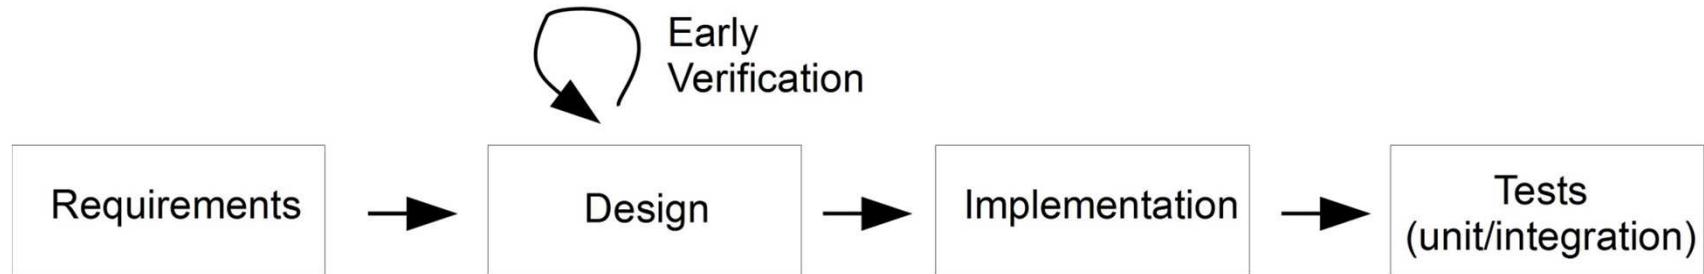 Early
Verification
Requirements
Design
Implementation
Tests
(unit/integration)